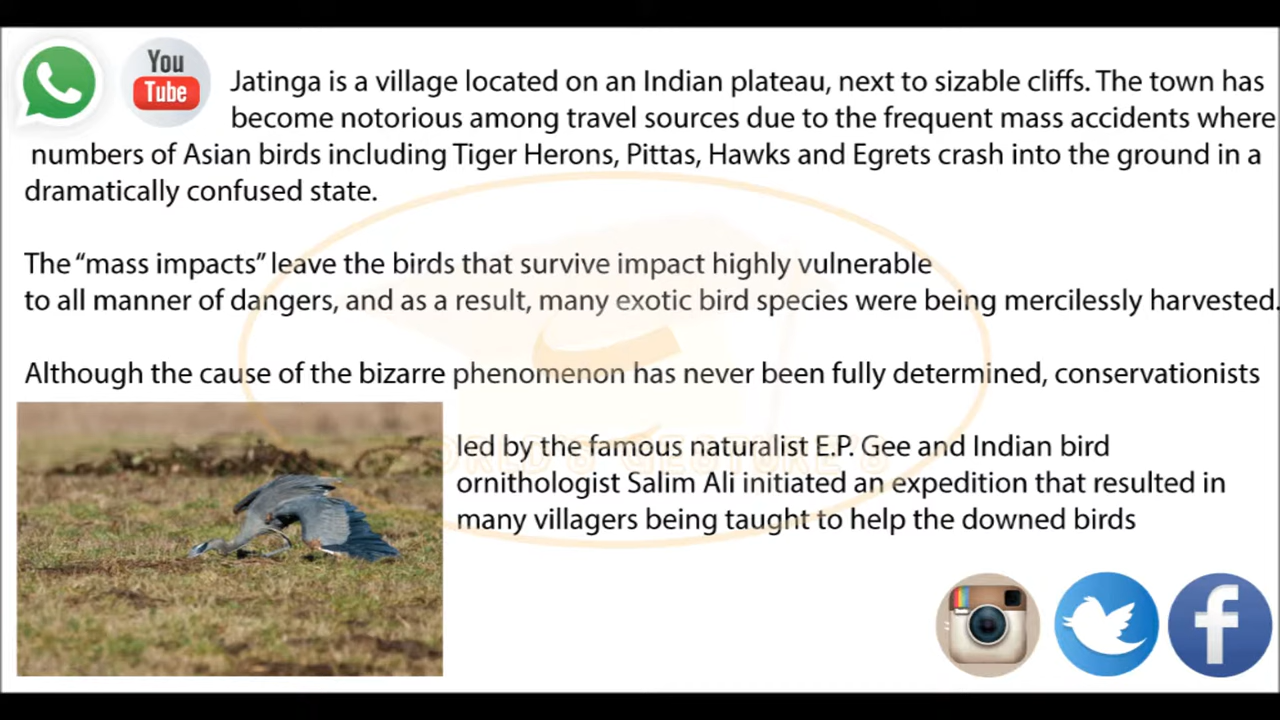 You
Tube
Jatinga is a village located on an Indian plateau, next to sizable cliffs. The town has
become notorious among travel sources due to the frequent mass accidents where
numbers of Asian birds including Tiger Herons, Pittas, Hawks and Egrets crash into the ground in a
dramatically confused state.
The “mass impacts” leave the birds that survive impact highly vulnerable
to all manner of dangers, and as a result, many exotic bird species were being mercilessly harvested.
Although the cause of the bizarre phenomenon has never been fully determined, conservationists
led by the famous naturalist E.P. Gee and Indian bird
ornithologist Salim Ali initiated an expedition that resulted in
many villagers being taught to help the downed birds